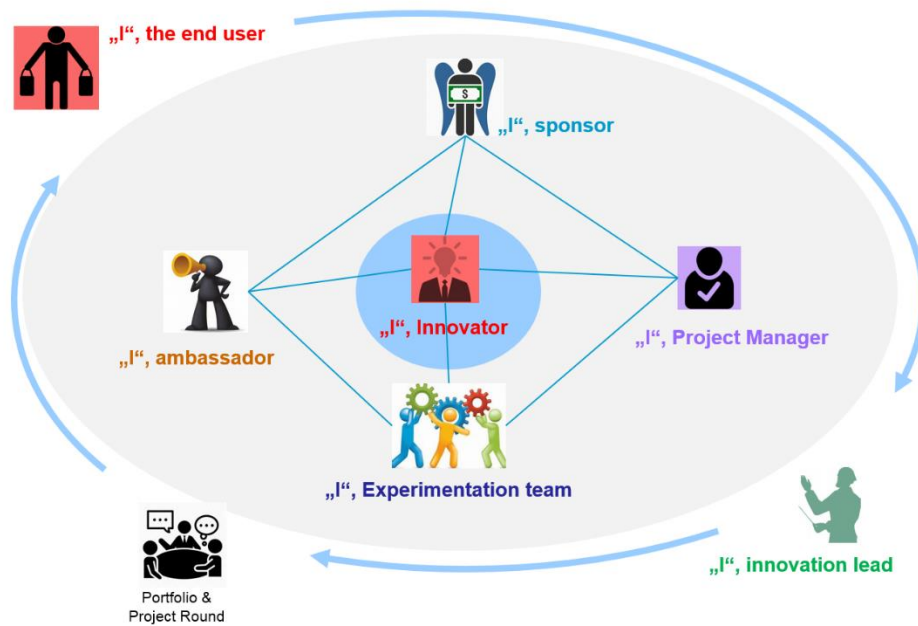 „I“, the end user
$
„I“, sponsor
„I“, Innovator
„I“, ambassador
„I“, Project Manager
„I“, Experimentation team
„I“, innovation lead
Portfolio &
Project Round